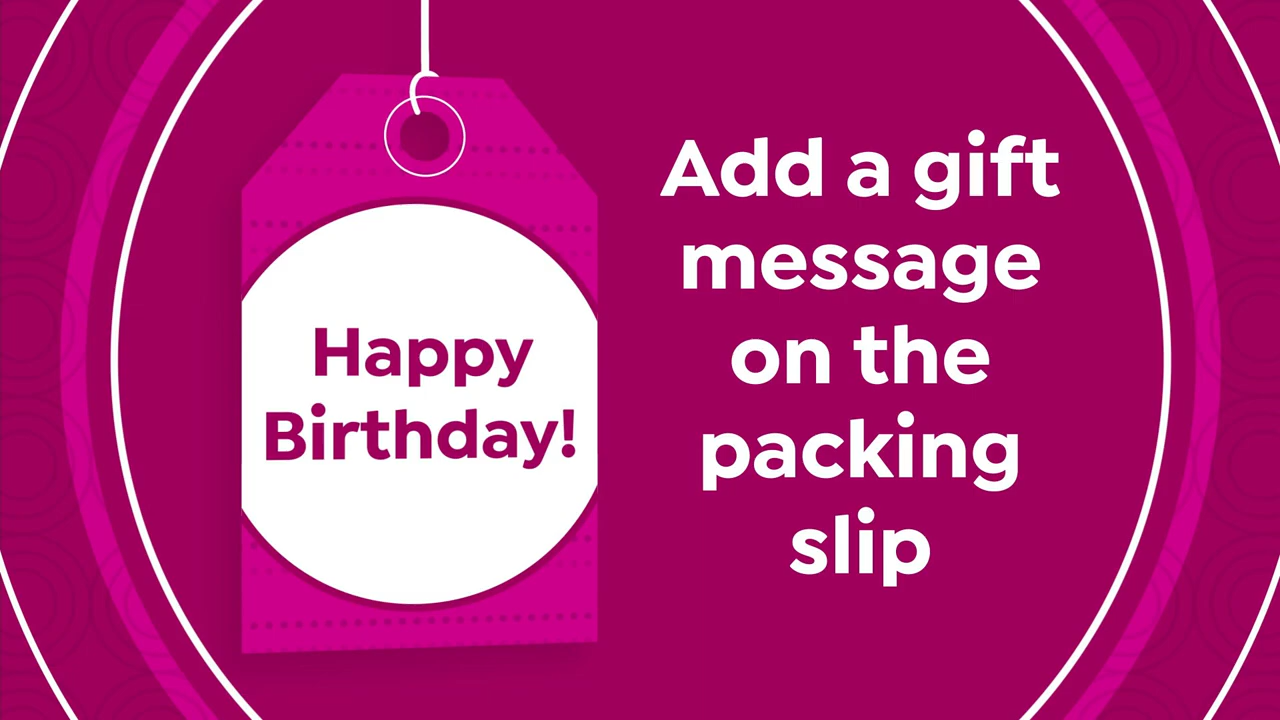 Happy
Birthday!
Add a gift
message
on the
packing
slip